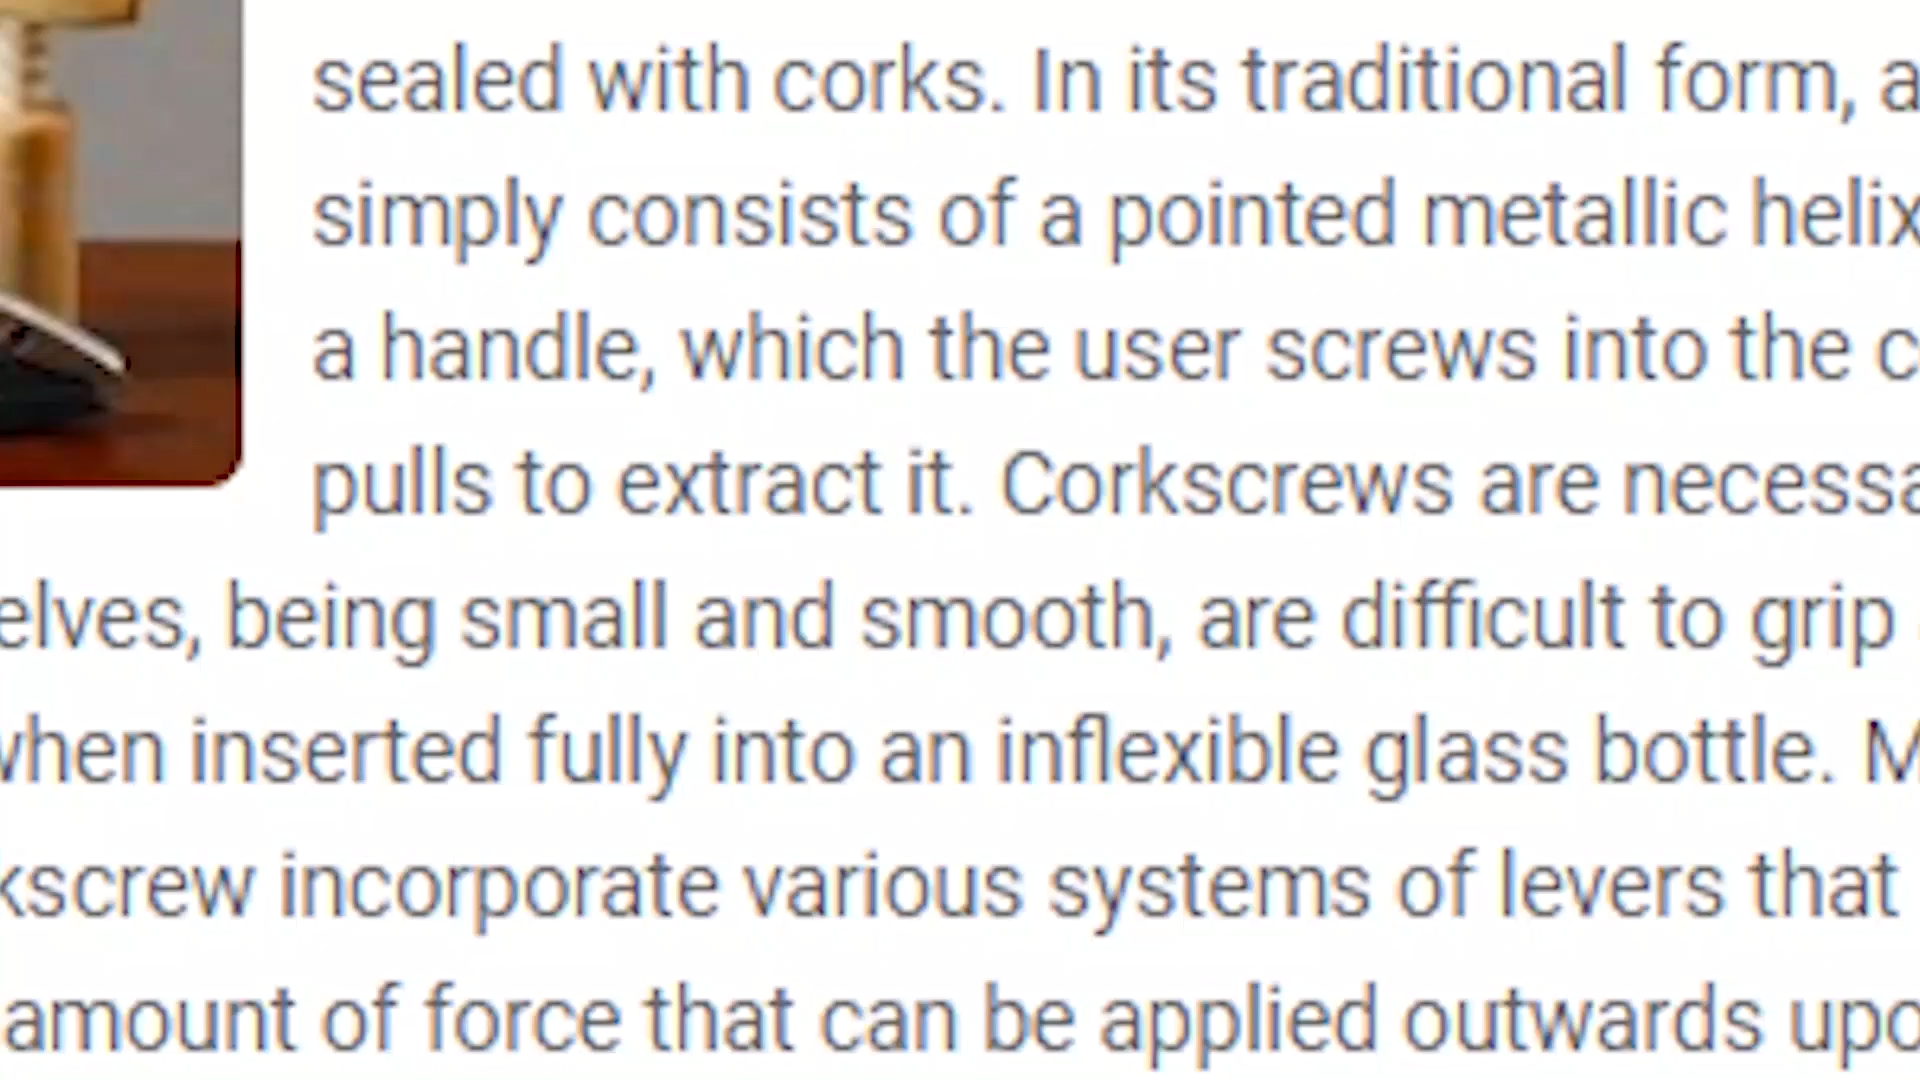 sealed with corks. In its traditional form, a
simply consists of a pointed metallic helix
a handle, which the user screws into the c
pulls to extract it. Corkscrews are necessa
elves, being small and smooth, are difficult to grip
when inserted fully into an inflexible glass bottle. M
kscrew incorporate various systems of levers that
amount of force that can be applied outwards upo